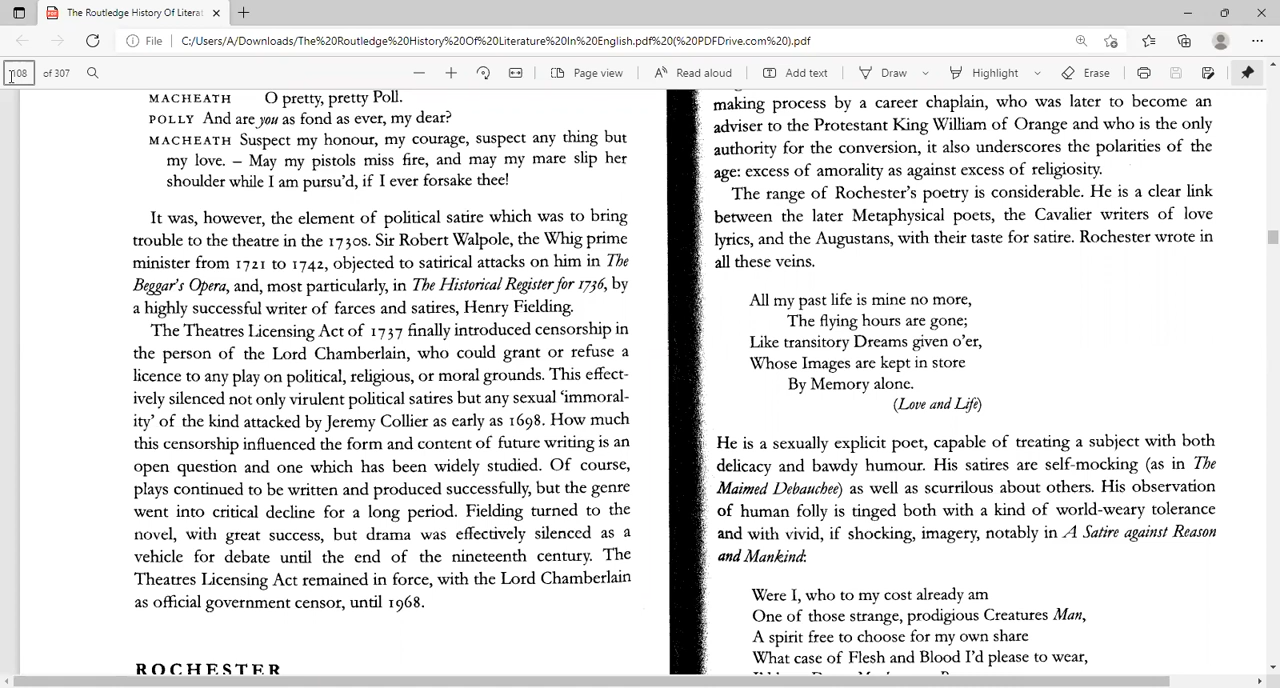 The Routledge History Of Literat
File
C:/Users/A/Downloads/The%20Routledge%20History%20Of%20Literature%20In%20English.pdf%20(%20PDFDrive.com%20).pdf
108 of 307
Page view
Read aloud
Add text
Draw
Highlight
Erase
MACHEATH O pretty, pretty Poll.
POLLY And are you as fond as ever, my dear?
MACHEATH Suspect my honour, my courage, suspect any thing but
my love. – May my pistols miss fire, and may my mare slip her
shoulder while I am pursu'd, if I ever forsake thee!
It was, however, the element of political satire which was to bring
trouble to the theatre in the 1730s. Sir Robert Walpole, the Whig prime
minister from 1721 to 1742, objected to satirical attacks on him in The
Beggar's Opera, and, most particularly, in The Historical Register for 1736, by
a highly successful writer of farces and satires, Henry Fielding.
The Theatres Licensing Act of 1737 finally introduced censorship in
the person of the Lord Chamberlain, who could grant or refuse a
licence to any play on political, religious, or moral grounds. This effect-
ively silenced not only virulent political satires but any sexual 'immoral-
ity' of the kind attacked by Jeremy Collier as early as 1698. How much
this censorship influenced the form and content of future writing is an
open question and one which has been widely studied. Of course,
plays continued to be written and produced successfully, but the genre
went into critical decline for a long period. Fielding turned to the
novel, with great success, but drama was effectively silenced as a
vehicle for debate until the end of the nineteenth century. The
Theatres Licensing Act remained in force, with the Lord Chamberlain
as official government censor, until 1968.
ROCHESTER
making process by a career chaplain, who was later to become an
adviser to the Protestant King William of Orange and who is the only
authority for the conversion, it also underscores the polarities of the
age: excess of amorality as against excess of religiosity.
The range of Rochester's poetry is considerable. He is a clear link
between the later Metaphysical poets, the Cavalier writers of love
lyrics, and the Augustans, with their taste for satire. Rochester wrote in
all these veins.
All my past life is mine no more,
The flying hours are gone;
Like transitory Dreams given o'er,
Whose Images are kept in store
By Memory alone.
(Love and Life)
He is a sexually explicit poet, capable of treating a subject with both
delicacy and bawdy humour. His satires are self-mocking (as in The
Maimed Debauchee) as well as scurrilous about others. His observation
of human folly is tinged both with a kind of world-weary tolerance
and with vivid, if shocking, imagery, notably in A Satire against Reason
and Mankind:
Were I, who to my cost already am
One of those strange, prodigious Creatures Man,
A spirit free to choose for my own share
What case of Flesh and Blood I'd please to wear,